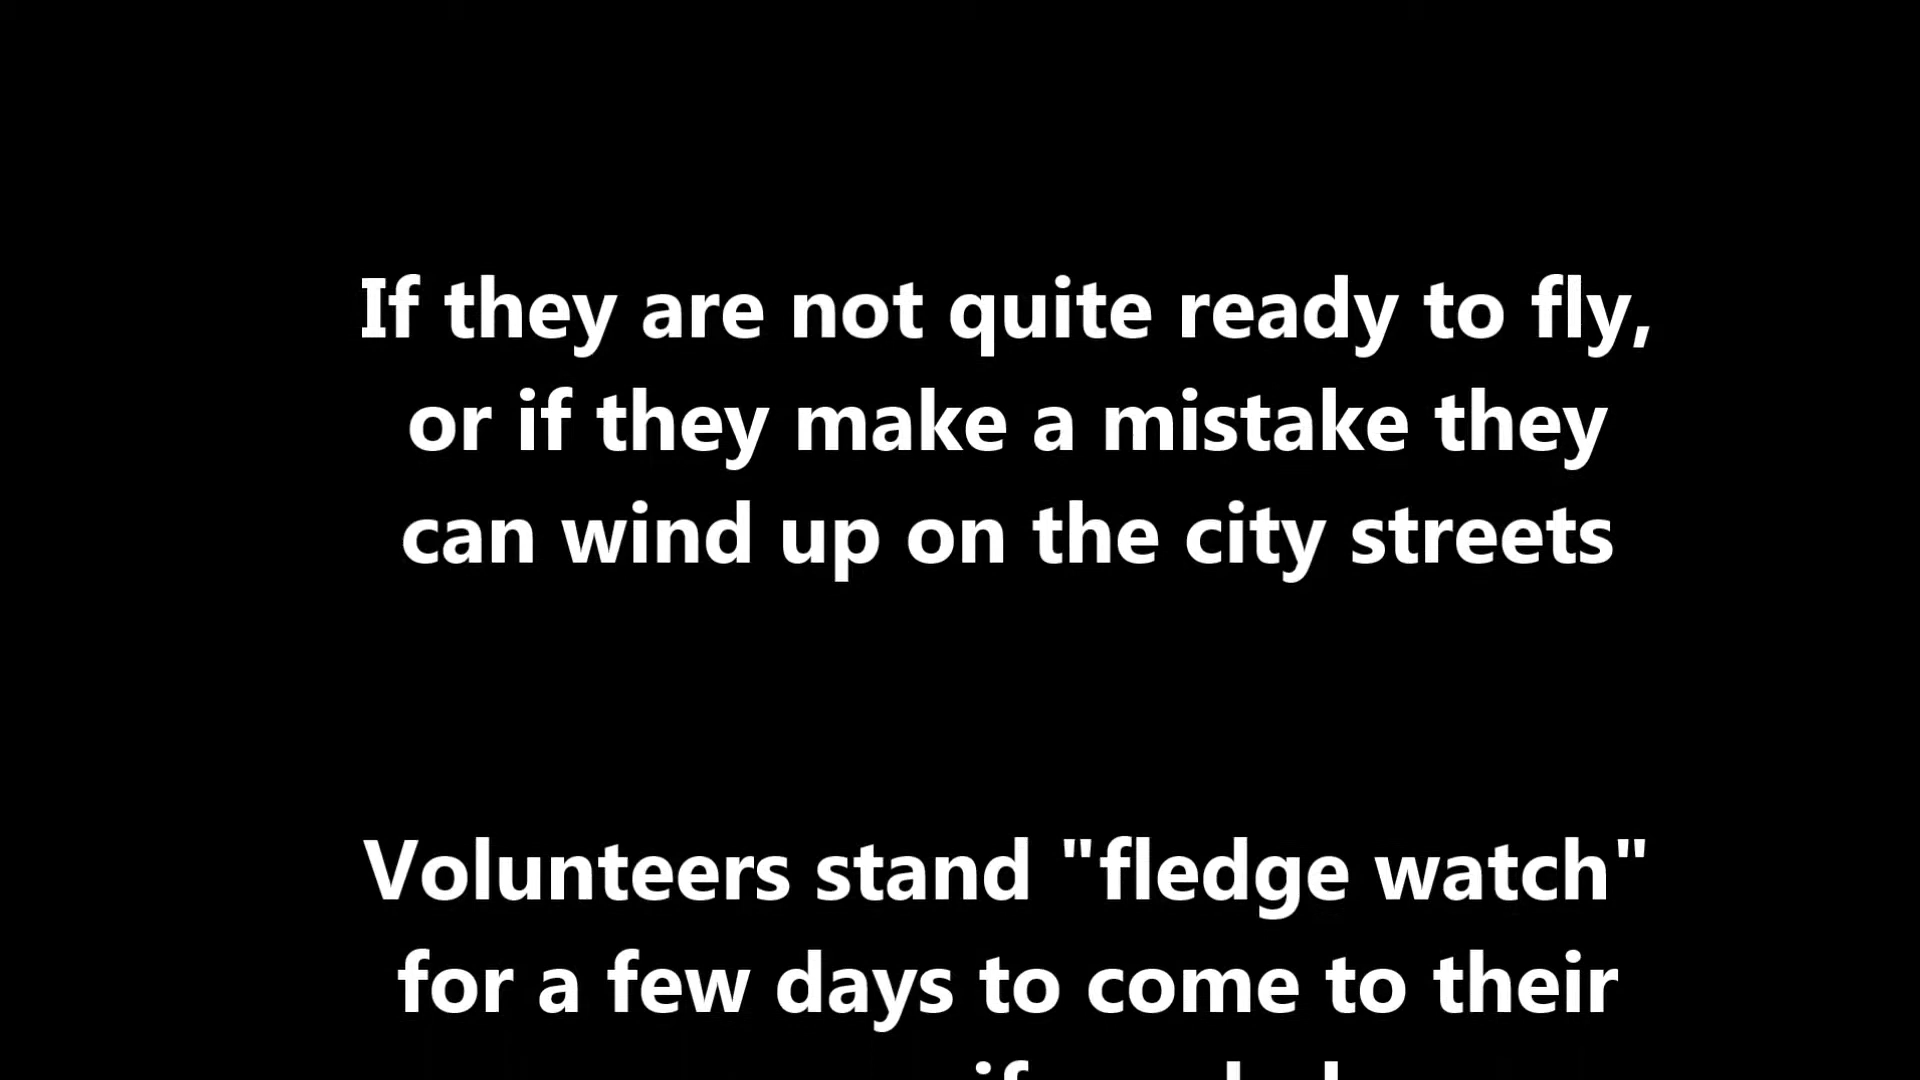 If they are not quite ready to fly,
or if they make a mistake they
can wind up on the city streets
Volunteers stand "fledge watch"
for a few days to come to their